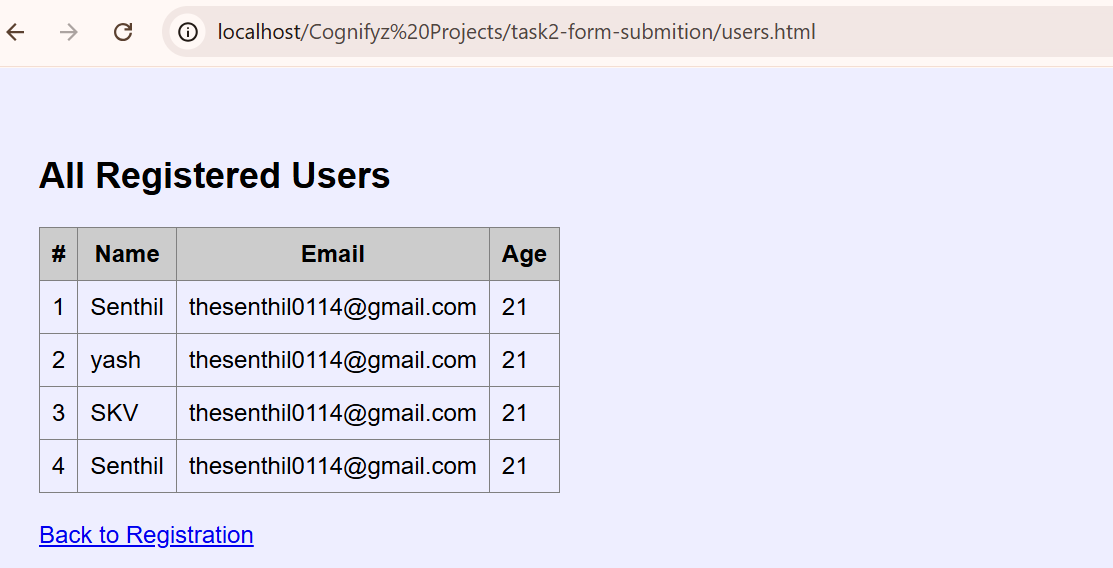 localhost/Cognifyz%20Projects/task2-form-submition/users.html
All Registered Users
# Name Email Age
1 Senthil thesenthil0114@gmail.com 21
2 yash thesenthil0114@gmail.com 21
3 SKV thesenthil0114@gmail.com 21
4 Senthil thesenthil0114@gmail.com 21
Back to Registration